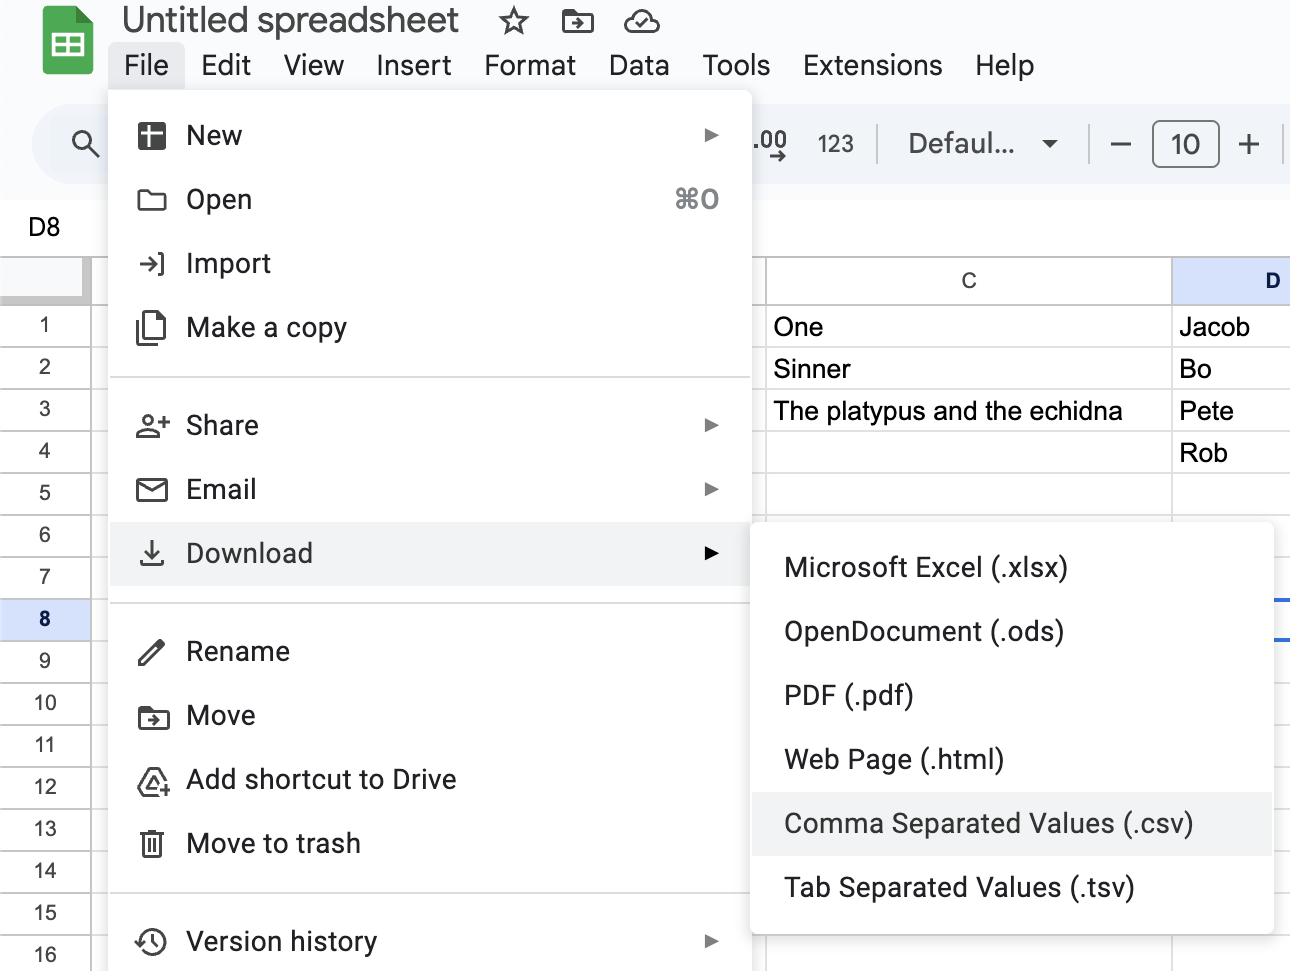 Untitled spreadsheet
File Edit View Insert Format Data Tools Extensions Help
.00 123 Defaul... 10
D8
C D
1 One Jacob
2 Sinner Bo
3 The platypus and the echidna Pete
4 Rob
5
6
7
8
9
10
11
12
13
14
15
16
New
Open ⌘O
Import
Make a copy
Share
Email
Download
Rename
Move
Add shortcut to Drive
Move to trash
Version history
Microsoft Excel (.xlsx)
OpenDocument (.ods)
PDF (.pdf)
Web Page (.html)
Comma Separated Values (.csv)
Tab Separated Values (.tsv)